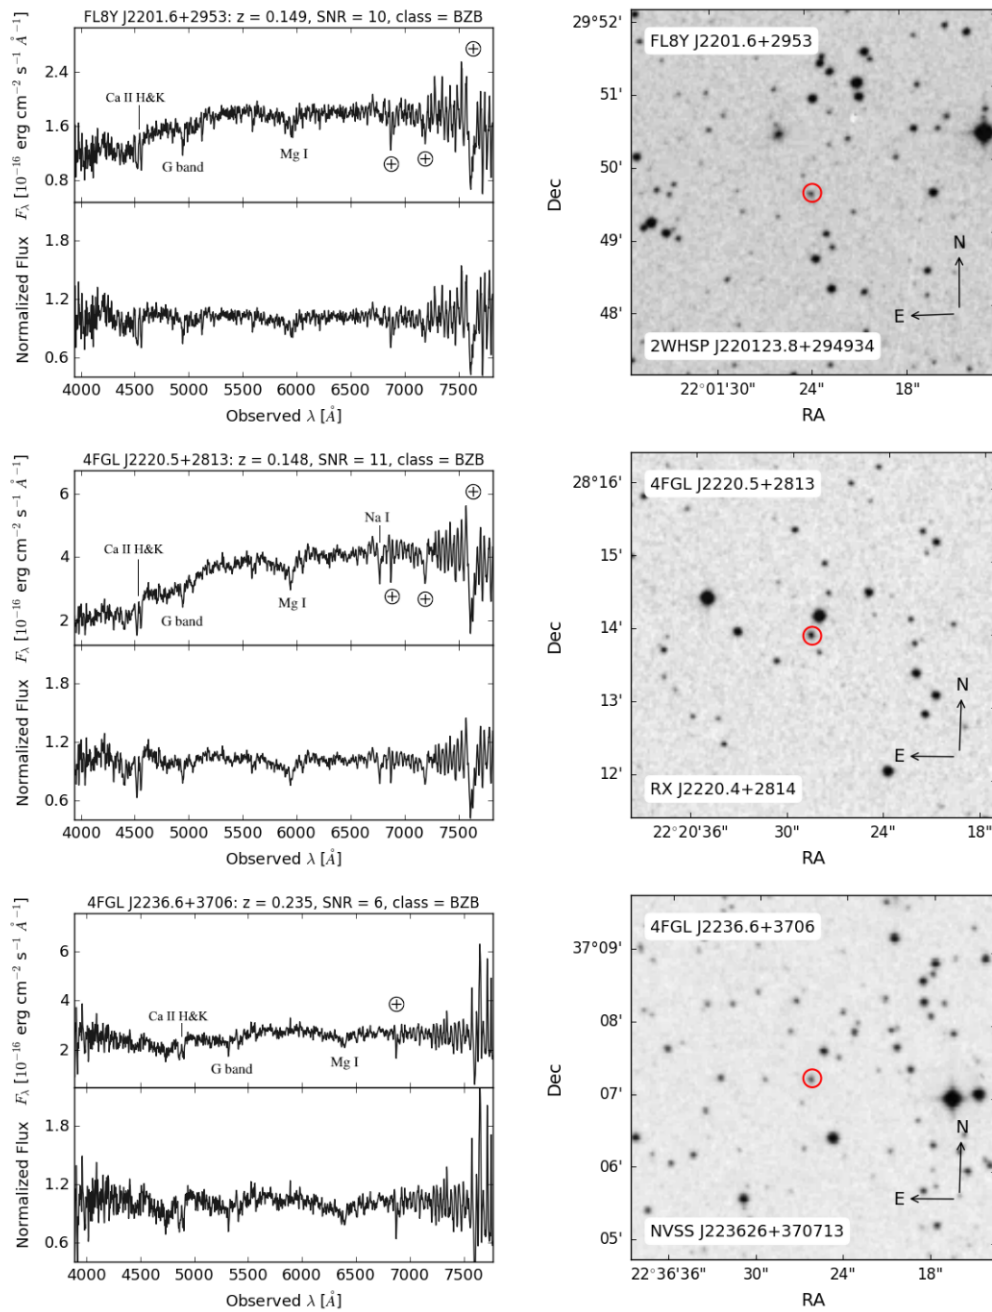 FL8Y J2201.6+2953: z = 0.149, SNR = 10, class = BZB
F_λ [10⁻¹⁶ erg cm⁻² s⁻¹ Å⁻¹]
2.4
1.6
0.8
Ca II H&K
G band
Mg I
⊕
⊕
⊕
Normalized Flux
1.8
1.2
0.6
4000 4500 5000 5500 6000 6500 7000 7500
Observed λ [Å]
29°52'
51'
50'
49'
48'
Dec
FL8Y J2201.6+2953
N
E
2WHSP J220123.8+294934
22°01'30" 24" 18"
RA
4FGL J2220.5+2813: z = 0.148, SNR = 11, class = BZB
F_λ [10⁻¹⁶ erg cm⁻² s⁻¹ Å⁻¹]
6
4
2
Ca II H&K
G band
Mg I
Na I
⊕
⊕
⊕
Normalized Flux
1.8
1.2
0.6
4000 4500 5000 5500 6000 6500 7000 7500
Observed λ [Å]
28°16'
15'
14'
13'
12'
Dec
4FGL J2220.5+2813
N
E
RX J2220.4+2814
22°20'36" 30" 24" 18"
RA
4FGL J2236.6+3706: z = 0.235, SNR = 6, class = BZB
F_λ [10⁻¹⁶ erg cm⁻² s⁻¹ Å⁻¹]
6
4
2
Ca II H&K
G band
Mg I
⊕
Normalized Flux
1.8
1.2
0.6
4000 4500 5000 5500 6000 6500 7000 7500
Observed λ [Å]
37°09'
08'
07'
06'
05'
Dec
4FGL J2236.6+3706
N
E
NVSS J223626+370713
22°36'36" 30" 24" 18"
RA